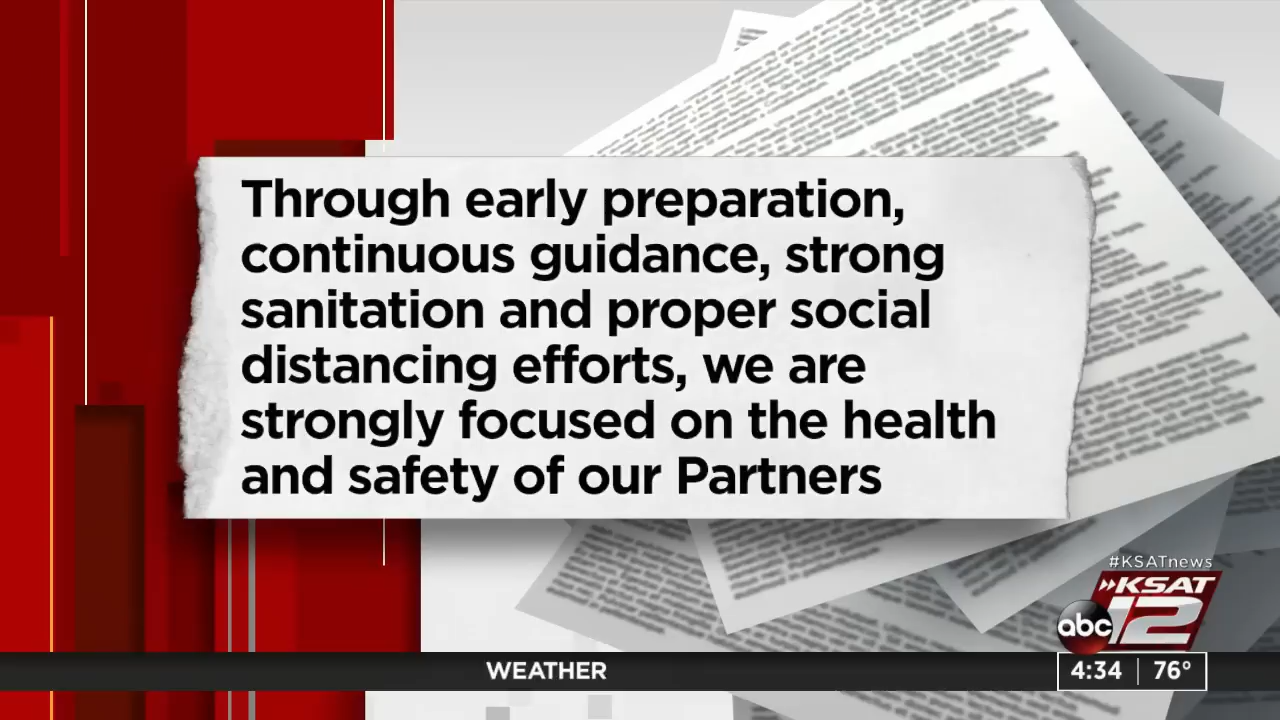 Through early preparation,
continuous guidance, strong
sanitation and proper social
distancing efforts, we are
strongly focused on the health
and safety of our Partners
#KSATnews
KSAT
abc 12
WEATHER
4:34 76°